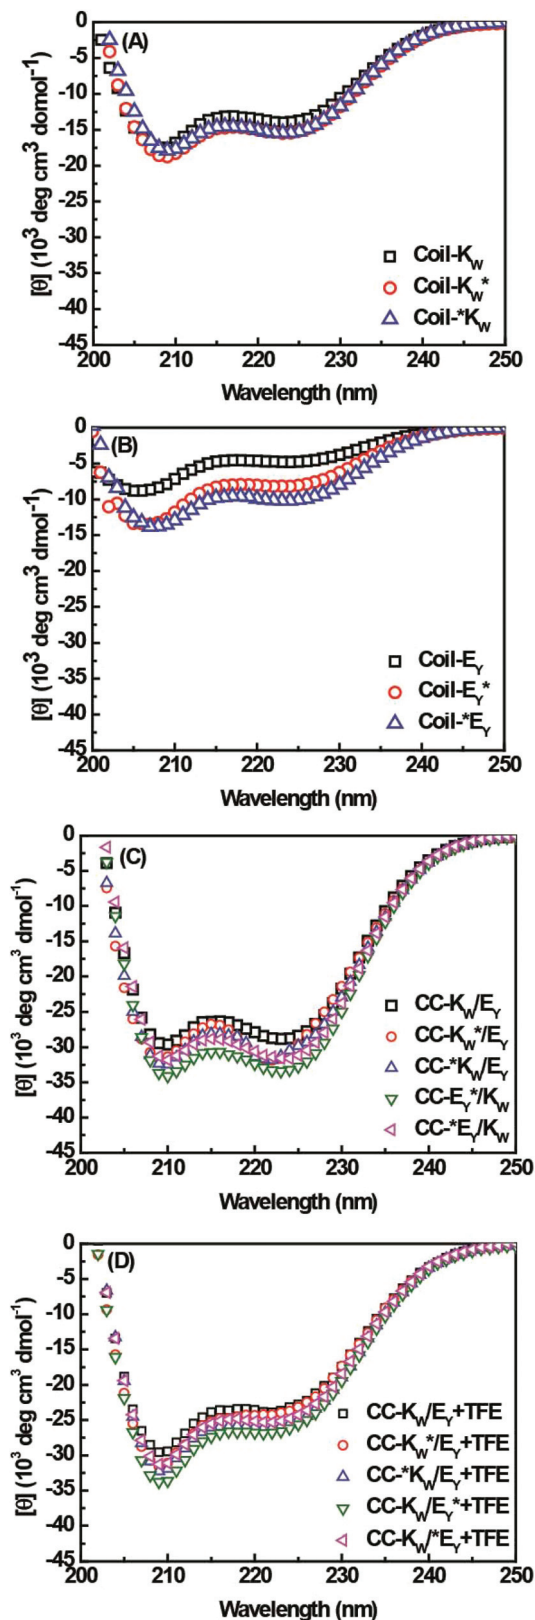 0
-5
-10
-15
-20
-25
-30
-35
-40
-45
[θ] (10³ deg cm³ domol⁻¹)
(A)
Coil-K_W
Coil-K_W*
Coil-*K_W
200 210 220 230 240 250
Wavelength (nm)
0
-5
-10
-15
-20
-25
-30
-35
-40
-45
[θ] (10³ deg cm³ dmol⁻¹)
(B)
Coil-E_Y
Coil-E_Y*
Coil-*E_Y
200 210 220 230 240 250
Wavelength (nm)
0
-5
-10
-15
-20
-25
-30
-35
-40
-45
[θ] (10³ deg cm³ dmol⁻¹)
(C)
CC-K_W/E_Y
CC-K_W*/E_Y
CC-*K_W/E_Y
CC-E_Y*/K_W
CC-*E_Y/K_W
200 210 220 230 240 250
Wavelength (nm)
0
-5
-10
-15
-20
-25
-30
-35
-40
-45
[θ] (10³ deg cm³ dmol⁻¹)
(D)
CC-K_W/E_Y+TFE
CC-K_W*/E_Y+TFE
CC-*K_W/E_Y+TFE
CC-K_W/E_Y*+TFE
CC-K_W/*E_Y+TFE
200 210 220 230 240 250
Wavelength (nm)